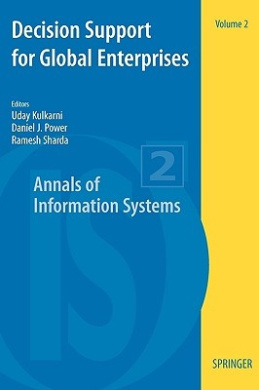 Decision Support
for Global Enterprises
Volume 2
Editors
Uday Kulkarni
Daniel J. Power
Ramesh Sharda
2
Annals of
Information Systems
IS
SPRINGER